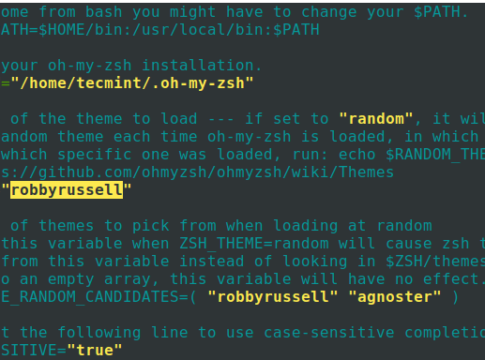 ome from bash you might have to change your $PATH.
ATH=$HOME/bin:/usr/local/bin:$PATH
your oh-my-zsh installation.
="/home/tecmint/.oh-my-zsh"
of the theme to load --- if set to "random", it wil
andom theme each time oh-my-zsh is loaded, in which
which specific one was loaded, run: echo $RANDOM_THE
s://github.com/ohmyzsh/ohmyzsh/wiki/Themes
"robbyrussell"
of themes to pick from when loading at random
this variable when ZSH_THEME=random will cause zsh t
from this variable instead of looking in $ZSH/themes
o an empty array, this variable will have no effect.
E_RANDOM_CANDIDATES=( "robbyrussell" "agnoster" )
t the following line to use case-sensitive completio
SITIVE="true"